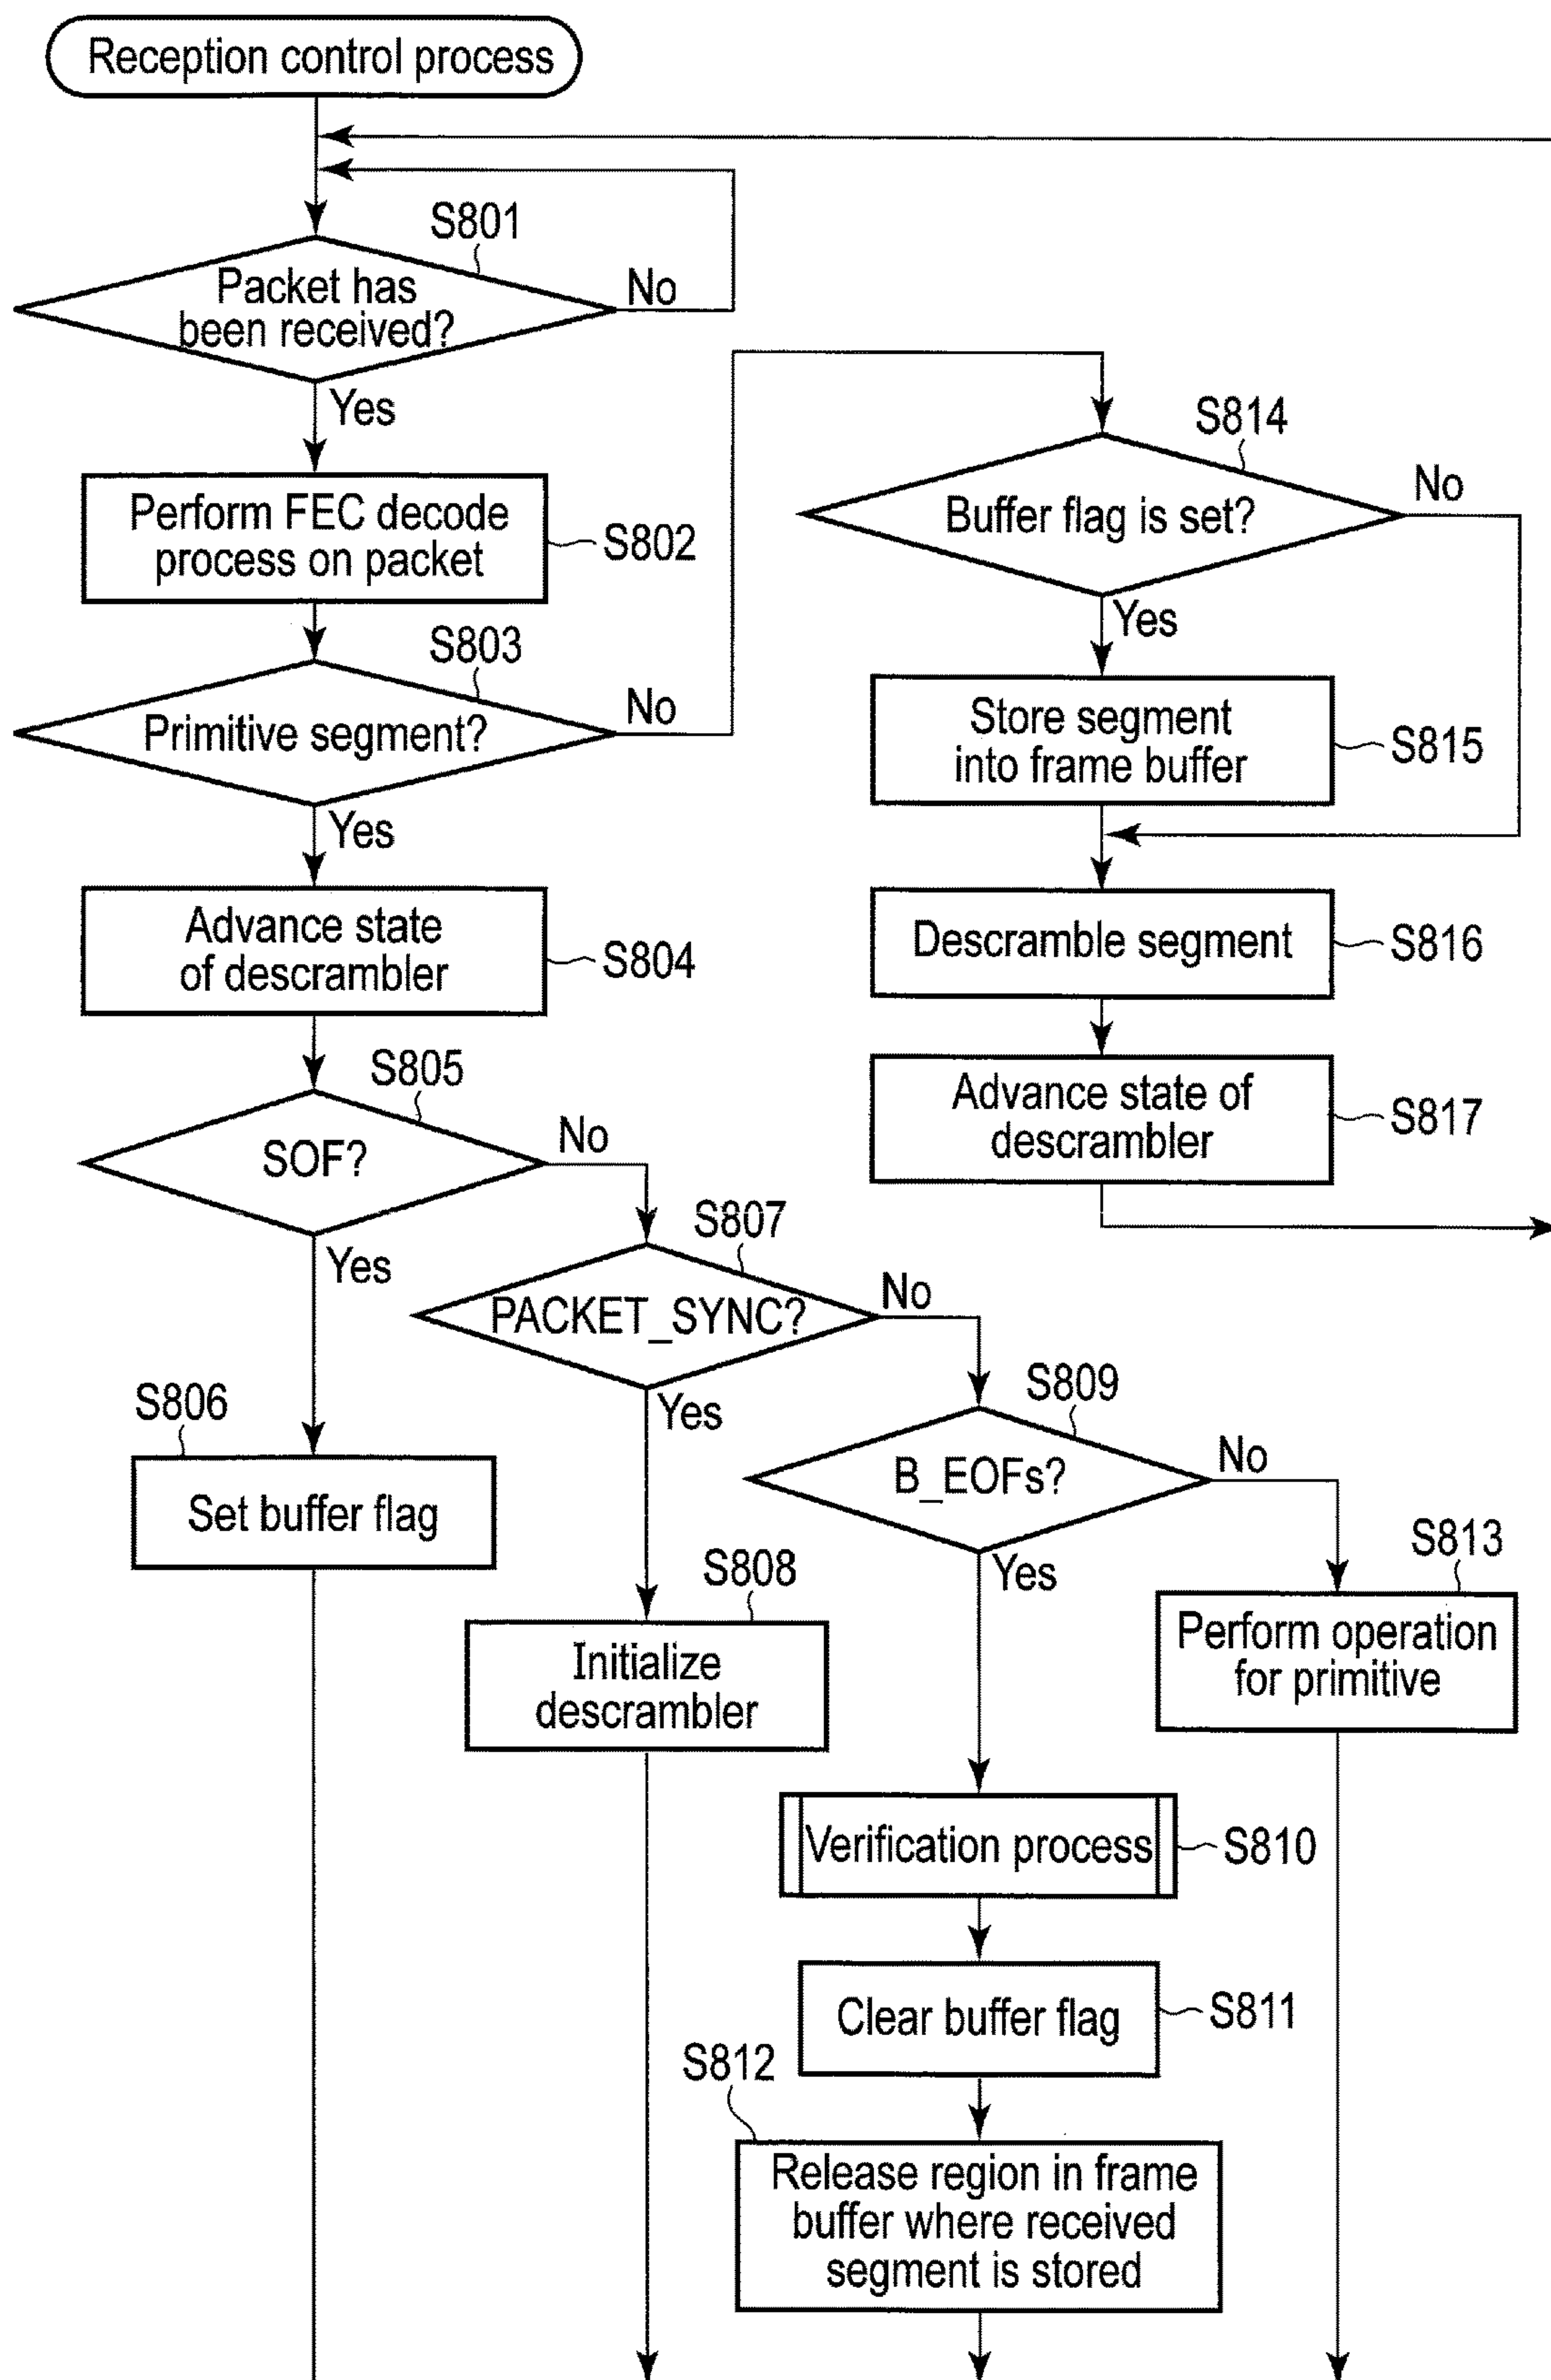 Reception control process
S801
Packet has
been received?
No
Yes
Perform FEC decode
process on packet
S802
S803
Primitive segment?
No
Yes
Advance state
of descrambler
S804
S805
SOF?
No
Yes
S806
Set buffer flag
S807
PACKET_SYNC?
No
Yes
S808
Initialize
descrambler
S809
B_EOFs?
No
Yes
Verification process
S810
Clear buffer flag
S811
S812
Release region in frame
buffer where received
segment is stored
S813
Perform operation
for primitive
S814
Buffer flag is set?
No
Yes
Store segment
into frame buffer
S815
Descramble segment
S816
Advance state of
descrambler
S817